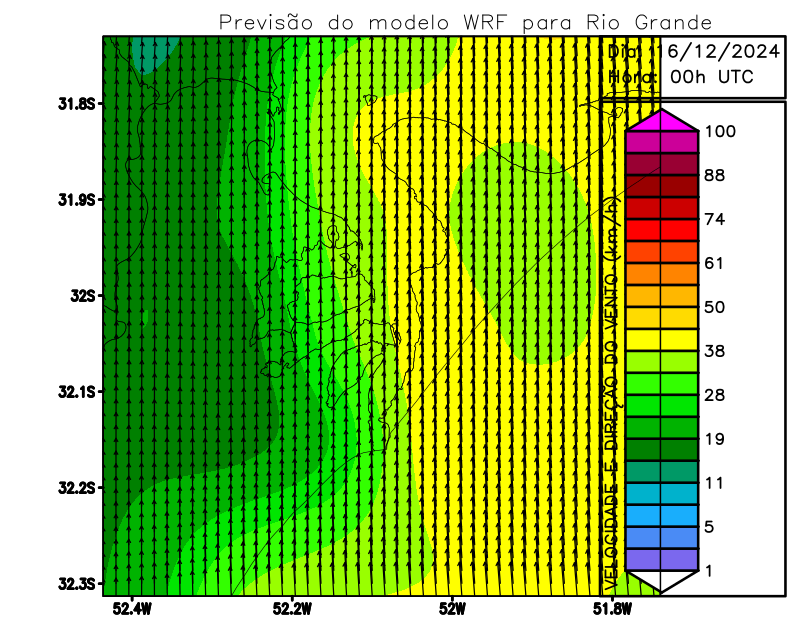 Previsão do modelo WRF para Rio Grande
Dia: 16/12/2024
Hora: 00h UTC
31.8S
31.9S
32S
32.1S
32.2S
32.3S
52.4W
52.2W
52W
51.8W
VELOCIDADE E DIREÇÃO DO VENTO (km/h)
100
88
74
61
50
38
28
19
11
5
1